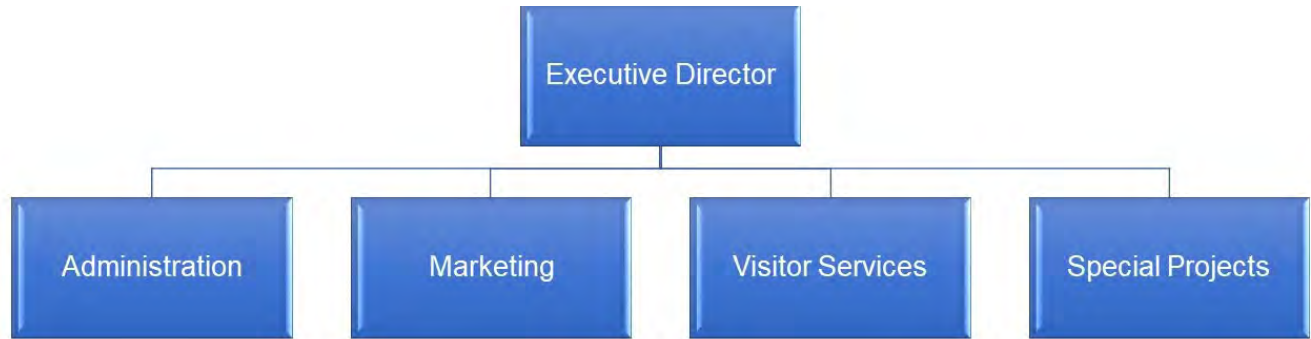 Executive Director
Administration
Marketing
Visitor Services
Special Projects